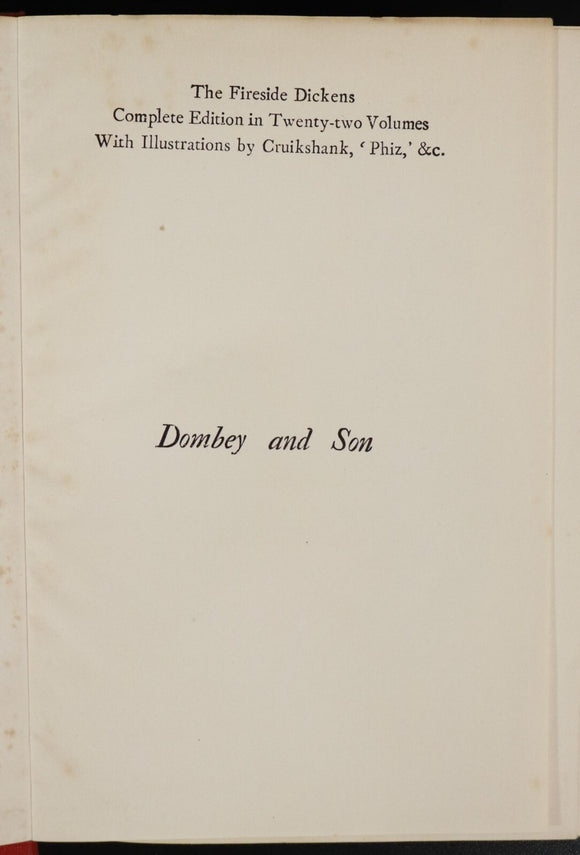 The Fireside Dickens
Complete Edition in Twenty-two Volumes
With Illustrations by Cruikshank, ‘ Phiz,’ &c.
Dombey and Son